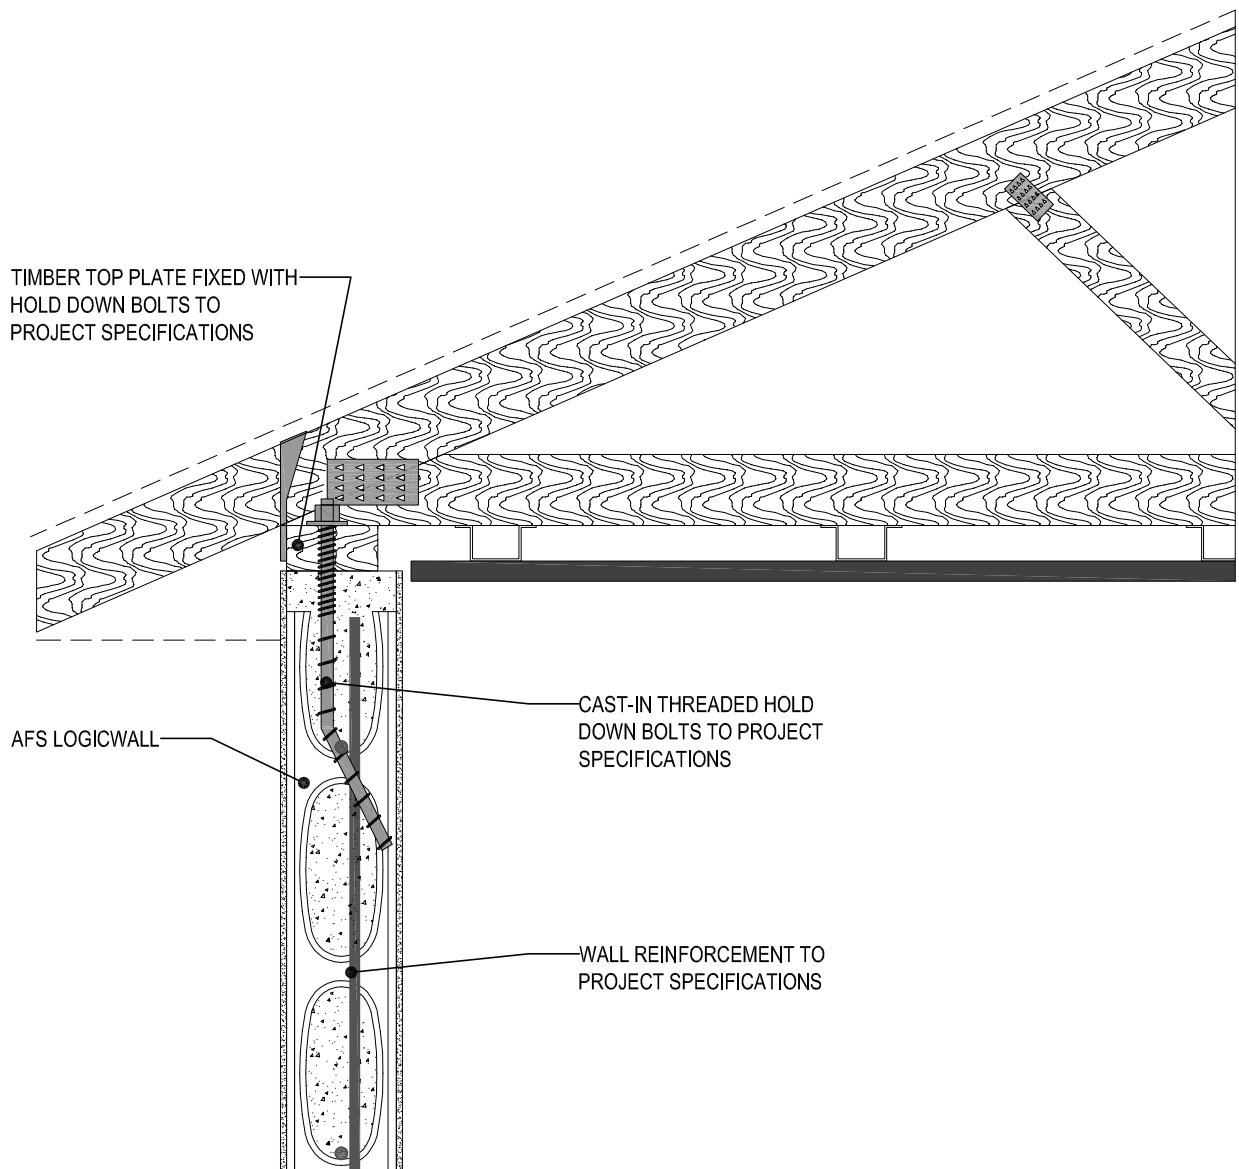 TIMBER TOP PLATE FIXED WITH
HOLD DOWN BOLTS TO
PROJECT SPECIFICATIONS
CAST-IN THREADED HOLD
DOWN BOLTS TO PROJECT
SPECIFICATIONS
AFS LOGICWALL
WALL REINFORCEMENT TO
PROJECT SPECIFICATIONS